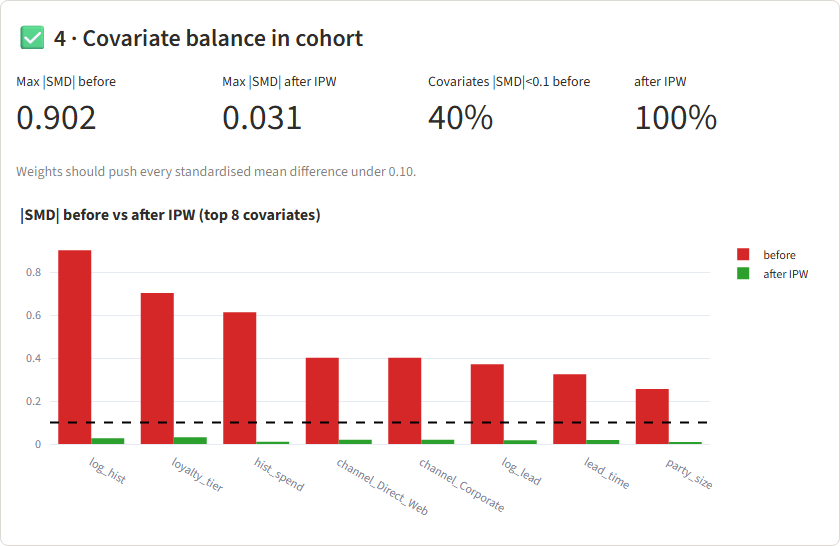 ✅ 4 · Covariate balance in cohort
Max |SMD| before
Max |SMD| after IPW
Covariates |SMD|<0.1 before
after IPW
0.902
0.031
40%
100%
Weights should push every standardised mean difference under 0.10.
|SMD| before vs after IPW (top 8 covariates)
before
after IPW
0.8
0.6
0.4
0.2
0
log_hist
loyalty_tier
hist_spend
channel_Direct_Web
channel_Corporate
log_lead
lead_time
party_size